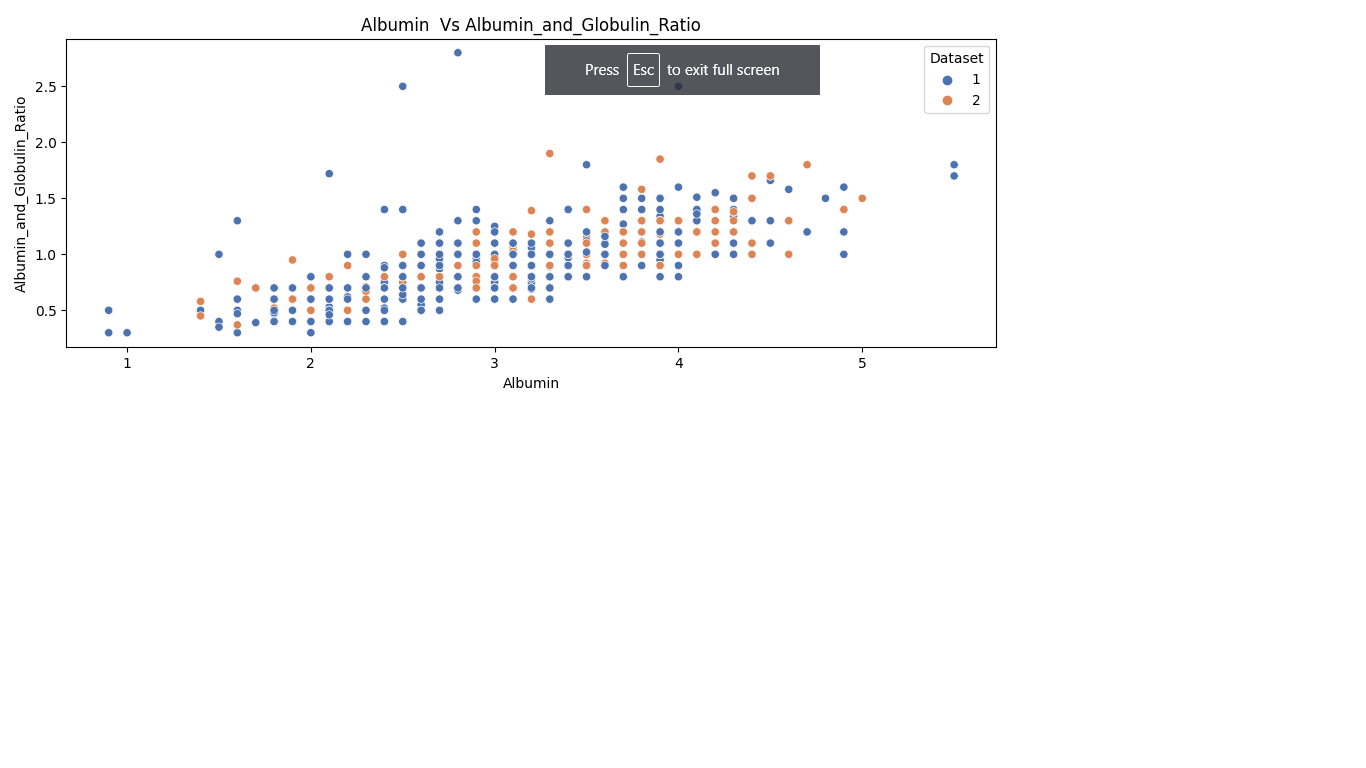 Albumin  Vs Albumin_and_Globulin_Ratio
Press Esc to exit full screen
Dataset
1
2
Albumin_and_Globulin_Ratio
2.5
2.0
1.5
1.0
0.5
1 2 3 4 5
Albumin